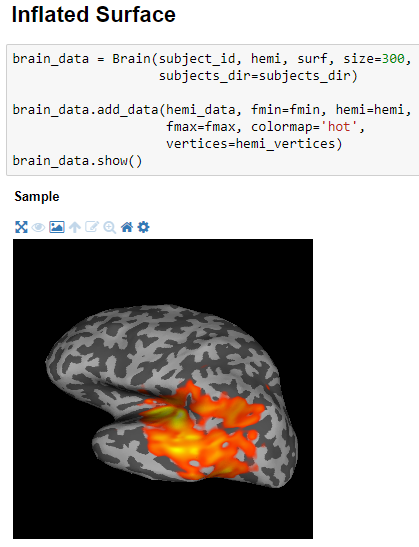 Inflated Surface
brain_data = Brain(subject_id, hemi, surf, size=300,
                   subjects_dir=subjects_dir)
brain_data.add_data(hemi_data, fmin=fmin, hemi=hemi,
                    fmax=fmax, colormap='hot',
                    vertices=hemi_vertices)
brain_data.show()
Sample